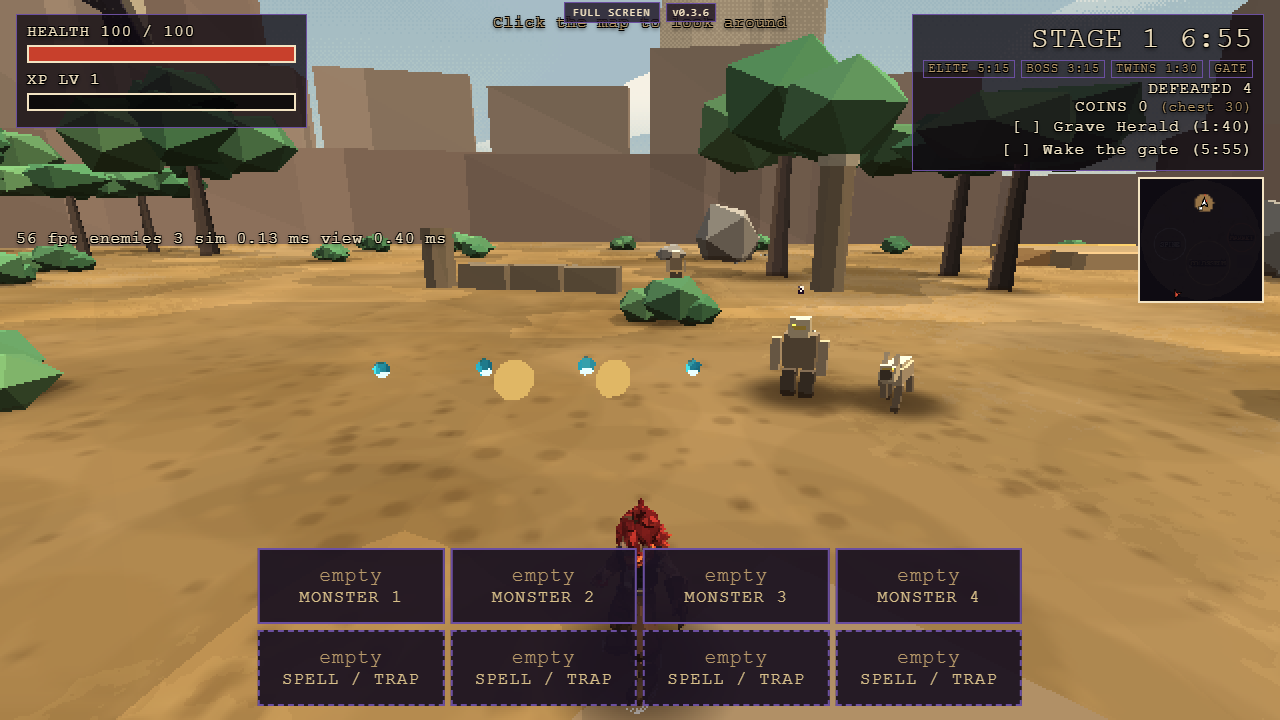 FULL SCREEN
v0.3.6
Click the map to look around
HEALTH 100 / 100
XP LV 1
STAGE 1 6:55
ELITE 5:15
BOSS 3:15
TWINS 1:30
GATE
DEFEATED 4
COINS 0 (chest 30)
[ ] Grave Herald (1:40)
[ ] Wake the gate (5:55)
56 fps enemies 3 sim 0.13 ms view 0.40 ms
empty
MONSTER 1
empty
MONSTER 2
empty
MONSTER 3
empty
MONSTER 4
empty
SPELL / TRAP
empty
SPELL / TRAP
empty
SPELL / TRAP
empty
SPELL / TRAP